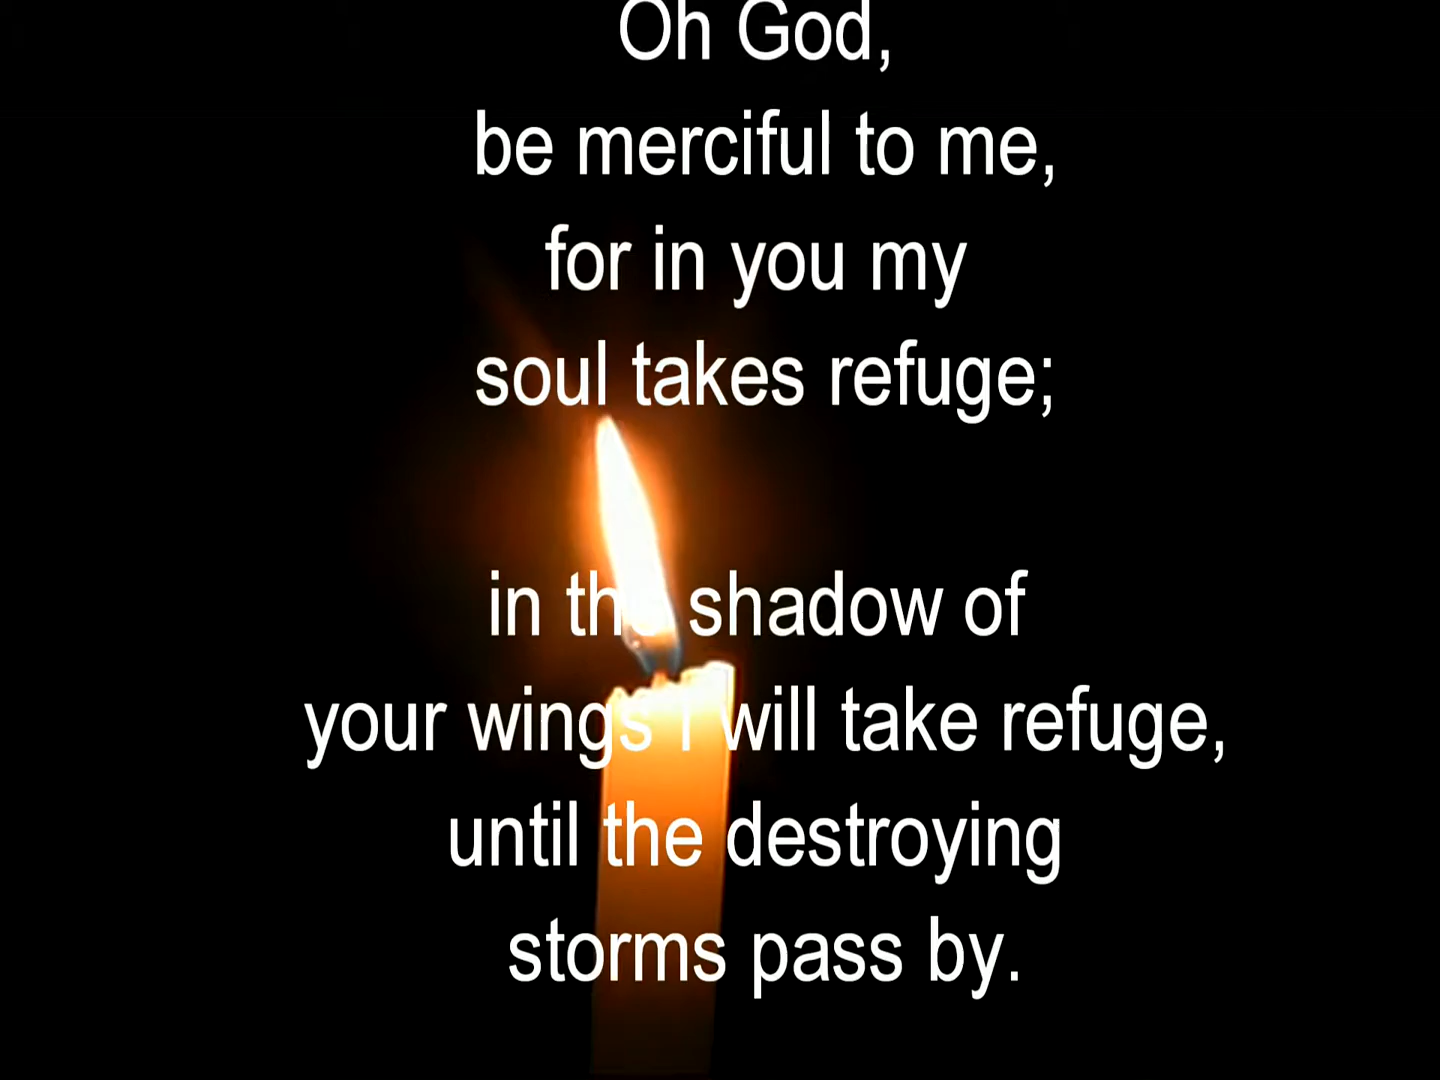 Oh God,
be merciful to me,
for in you my
soul takes refuge;
in the shadow of
your wings I will take refuge,
until the destroying
storms pass by.